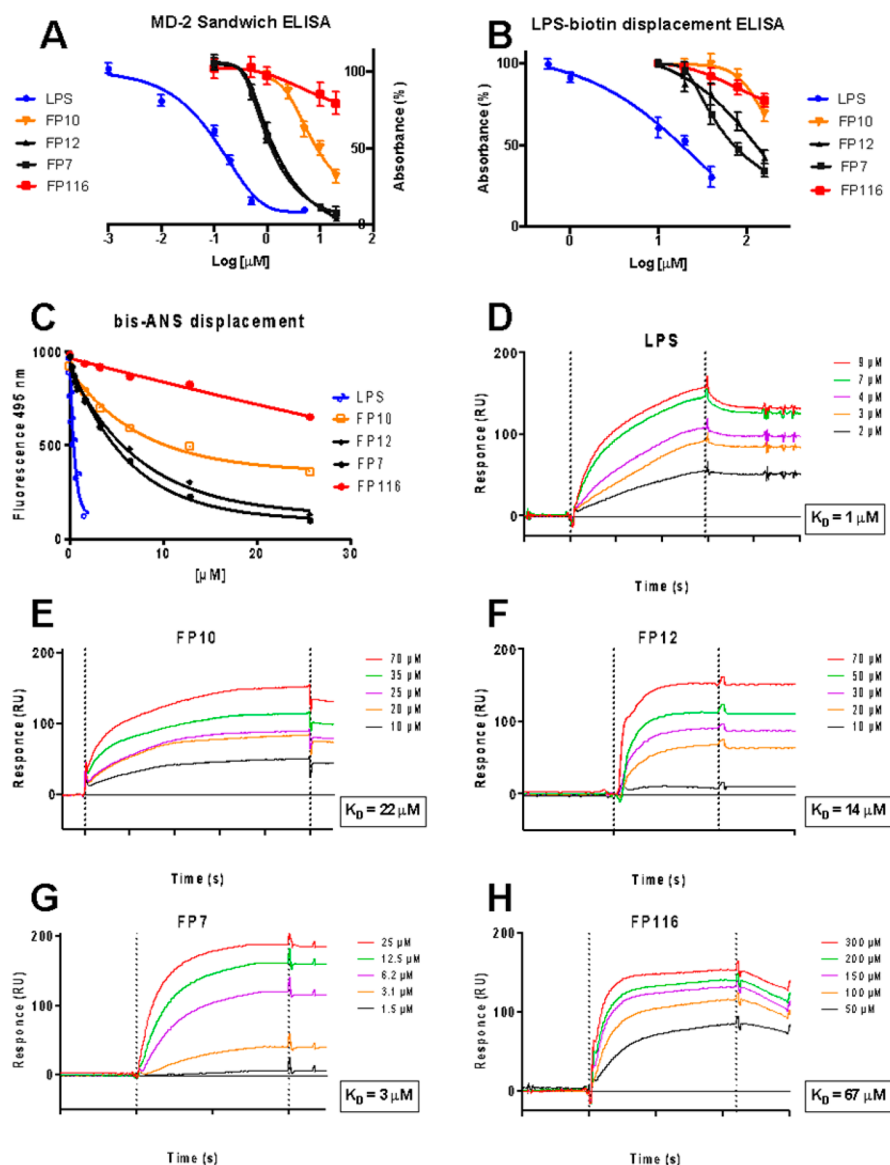 A
MD-2 Sandwich ELISA
LPS
FP10
FP12
FP7
FP116
100
50
0
Absorbance (%)
-3 -2 -1 0 1 2
Log [μM]
B
LPS-biotin displacement ELISA
100
50
0
Absorbance (%)
0 1 2
Log [μM]
LPS
FP10
FP12
FP7
FP116
C
bis-ANS displacement
1000
500
0
Fluorescence 495 nm
0 10 20 30
[μM]
LPS
FP10
FP12
FP7
FP116
D
LPS
200
100
0
Responce (RU)
9 μM
7 μM
4 μM
3 μM
2 μM
KD = 1 μM
Time (s)
E
FP10
200
100
0
Responce (RU)
70 μM
35 μM
25 μM
20 μM
10 μM
KD = 22 μM
Time (s)
F
FP12
200
100
0
Responce (RU)
70 μM
50 μM
30 μM
20 μM
10 μM
KD = 14 μM
Time (s)
G
FP7
200
100
0
Responce (RU)
25 μM
12.5 μM
6.2 μM
3.1 μM
1.5 μM
KD = 3 μM
Time (s)
H
FP116
200
100
0
Responce (RU)
300 μM
200 μM
150 μM
100 μM
50 μM
KD = 67 μM
Time (s)